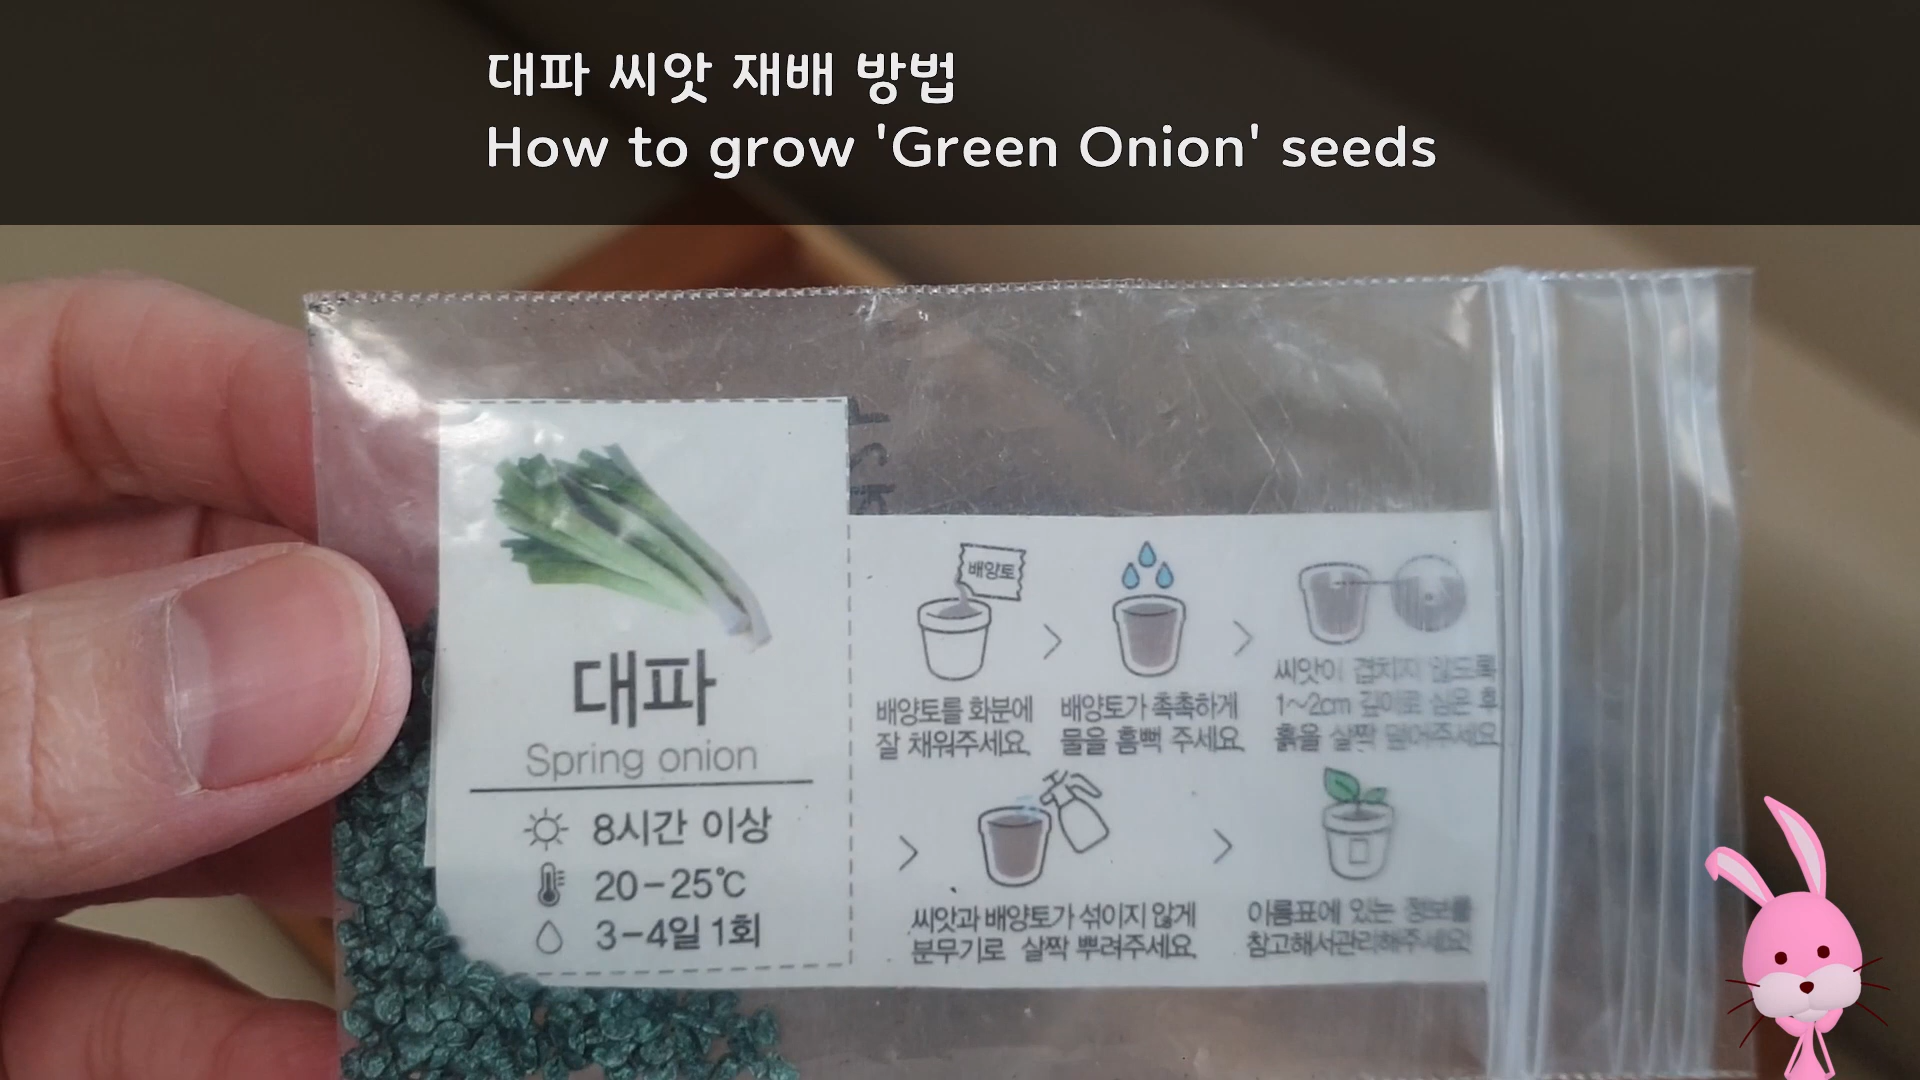 대파 씨앗 재배 방법
How to grow 'Green Onion' seeds
대파
Spring onion
8시간 이상
20-25℃
3-4일 1회
배양토
배양토를 화분에
잘 채워주세요.
배양토가 촉촉하게
물을 흠뻑 주세요.
씨앗이 겹치지 않도록
1~2cm 깊이로 심은 후
흙을 살짝 덮어주세요.
씨앗과 배양토가 섞이지 않게
분무기로 살짝 뿌려주세요.
이름표에 있는 정보를
참고해서관리해주세요!